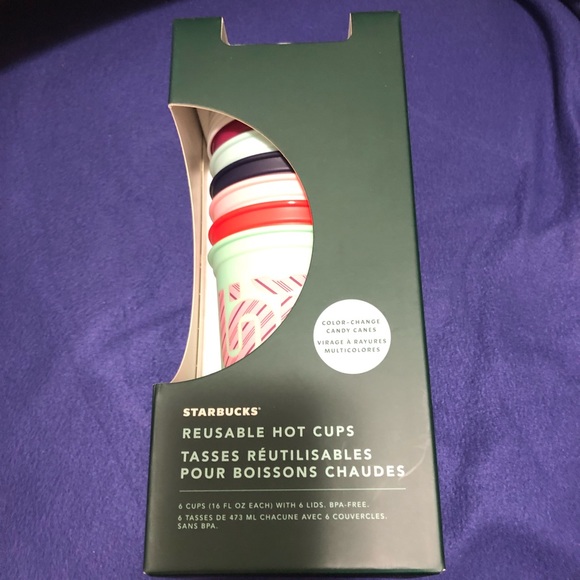 COLOR-CHANGE
CANDY CANES
VIRAGE À RAYURES
MULTICOLORES
STARBUCKS®
REUSABLE HOT CUPS
TASSES RÉUTILISABLES
POUR BOISSONS CHAUDES
6 CUPS (16 FL OZ EACH) WITH 6 LIDS. BPA-FREE.
6 TASSES DE 473 ML CHACUNE AVEC 6 COUVERCLES.
SANS BPA.